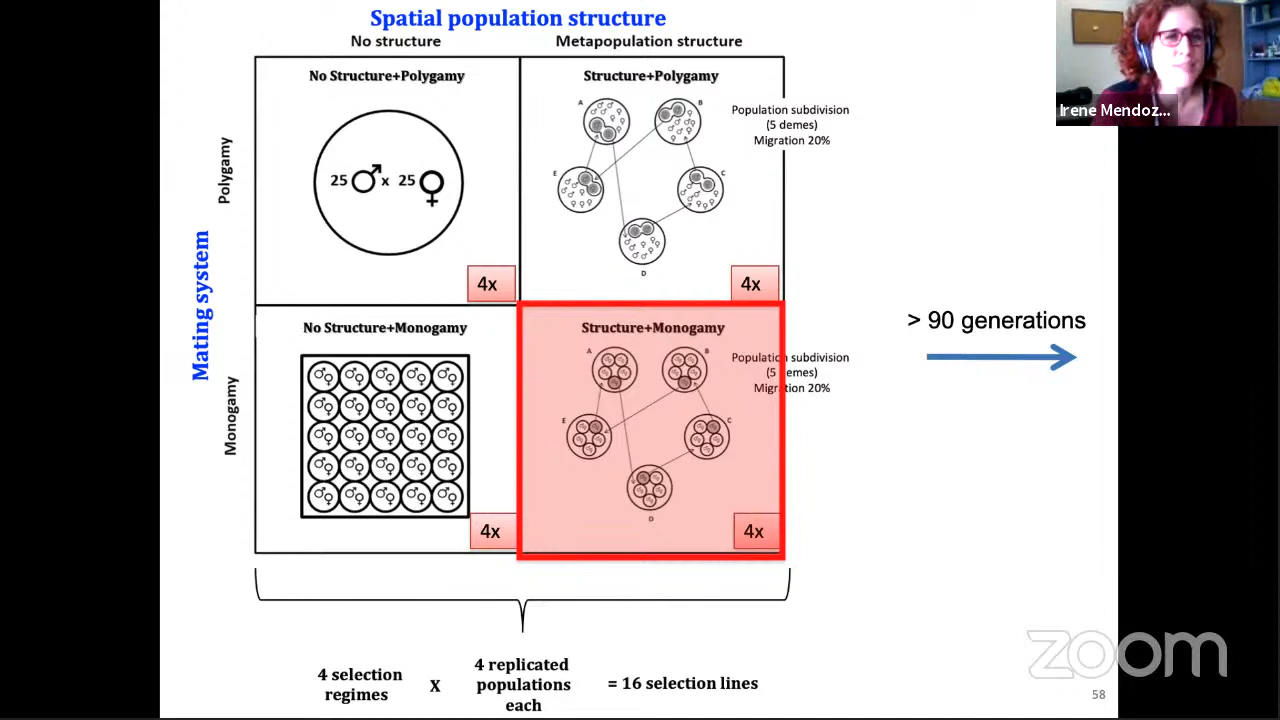 Spatial population structure
No structure
Metapopulation structure
Irene Mendoz...
Mating system
Polygamy
Monogamy
No Structure+Polygamy
25 ♂ x 25 ♀
4x
Structure+Polygamy
A
B
C
D
E
Population subdivision
(5 demes)
Migration 20%
4x
No Structure+Monogamy
4x
Structure+Monogamy
A
B
C
D
E
Population subdivision
(5 demes)
Migration 20%
4x
> 90 generations
4 selection
regimes
X
4 replicated
populations
each
= 16 selection lines
zoom
58